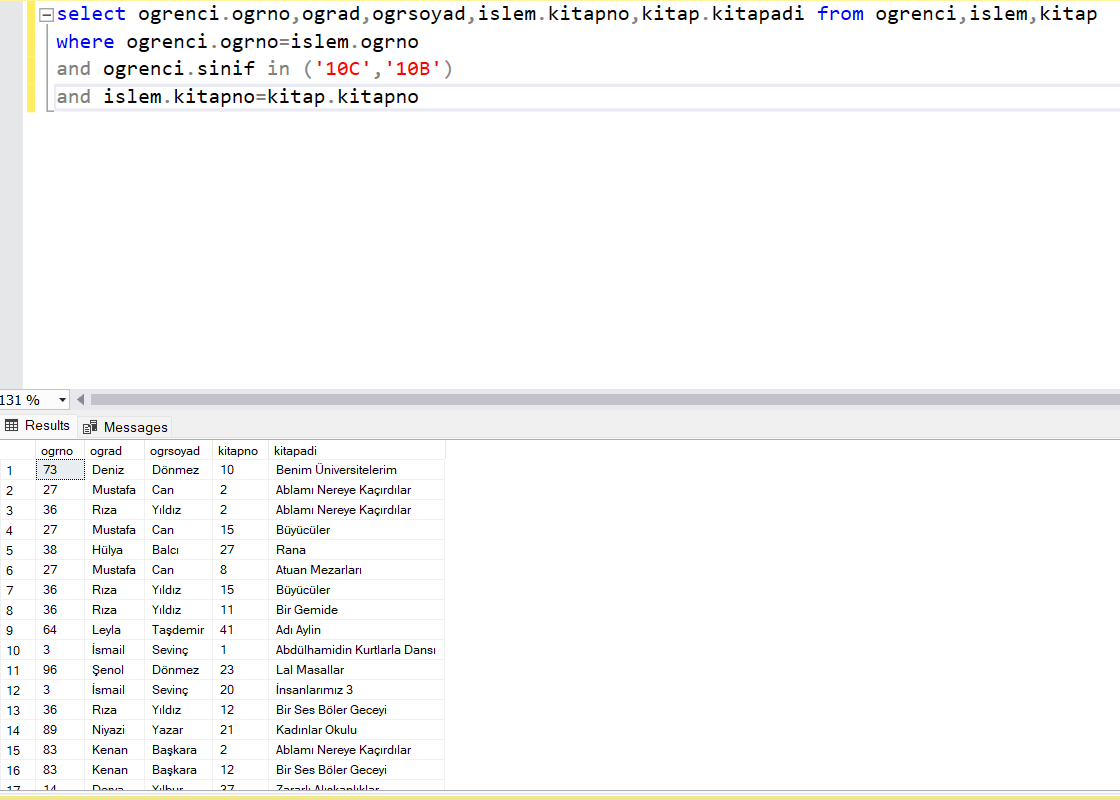 select ogrenci.ogrno,ograd,ogrsoyad,islem.kitapno,kitap.kitapadi from ogrenci,islem,kitap
where ogrenci.ogrno=islem.ogrno
and ogrenci.sinif in ('10C','10B')
and islem.kitapno=kitap.kitapno
131 %
Results Messages
ogrno ograd ogrsoyad kitapno kitapadi
1 73 Deniz Dönmez 10 Benim Üniversitelerim
2 27 Mustafa Can 2 Ablamı Nereye Kaçırdılar
3 36 Rıza Yıldız 2 Ablamı Nereye Kaçırdılar
4 27 Mustafa Can 15 Büyücüler
5 38 Hülya Balcı 27 Rana
6 27 Mustafa Can 8 Atuan Mezarları
7 36 Rıza Yıldız 15 Büyücüler
8 36 Rıza Yıldız 11 Bir Gemide
9 64 Leyla Taşdemir 41 Adı Aylin
10 3 İsmail Sevinç 1 Abdülhamidin Kurtlarla Dansı
11 96 Şenol Dönmez 23 Lal Masallar
12 3 İsmail Sevinç 20 İnsanlarımız 3
13 36 Rıza Yıldız 12 Bir Ses Böler Geceyi
14 89 Niyazi Yazar 21 Kadınlar Okulu
15 83 Kenan Başkara 2 Ablamı Nereye Kaçırdılar
16 83 Kenan Başkara 12 Bir Ses Böler Geceyi
17 14 Derya 37 Zararlı Alışkanlıklar